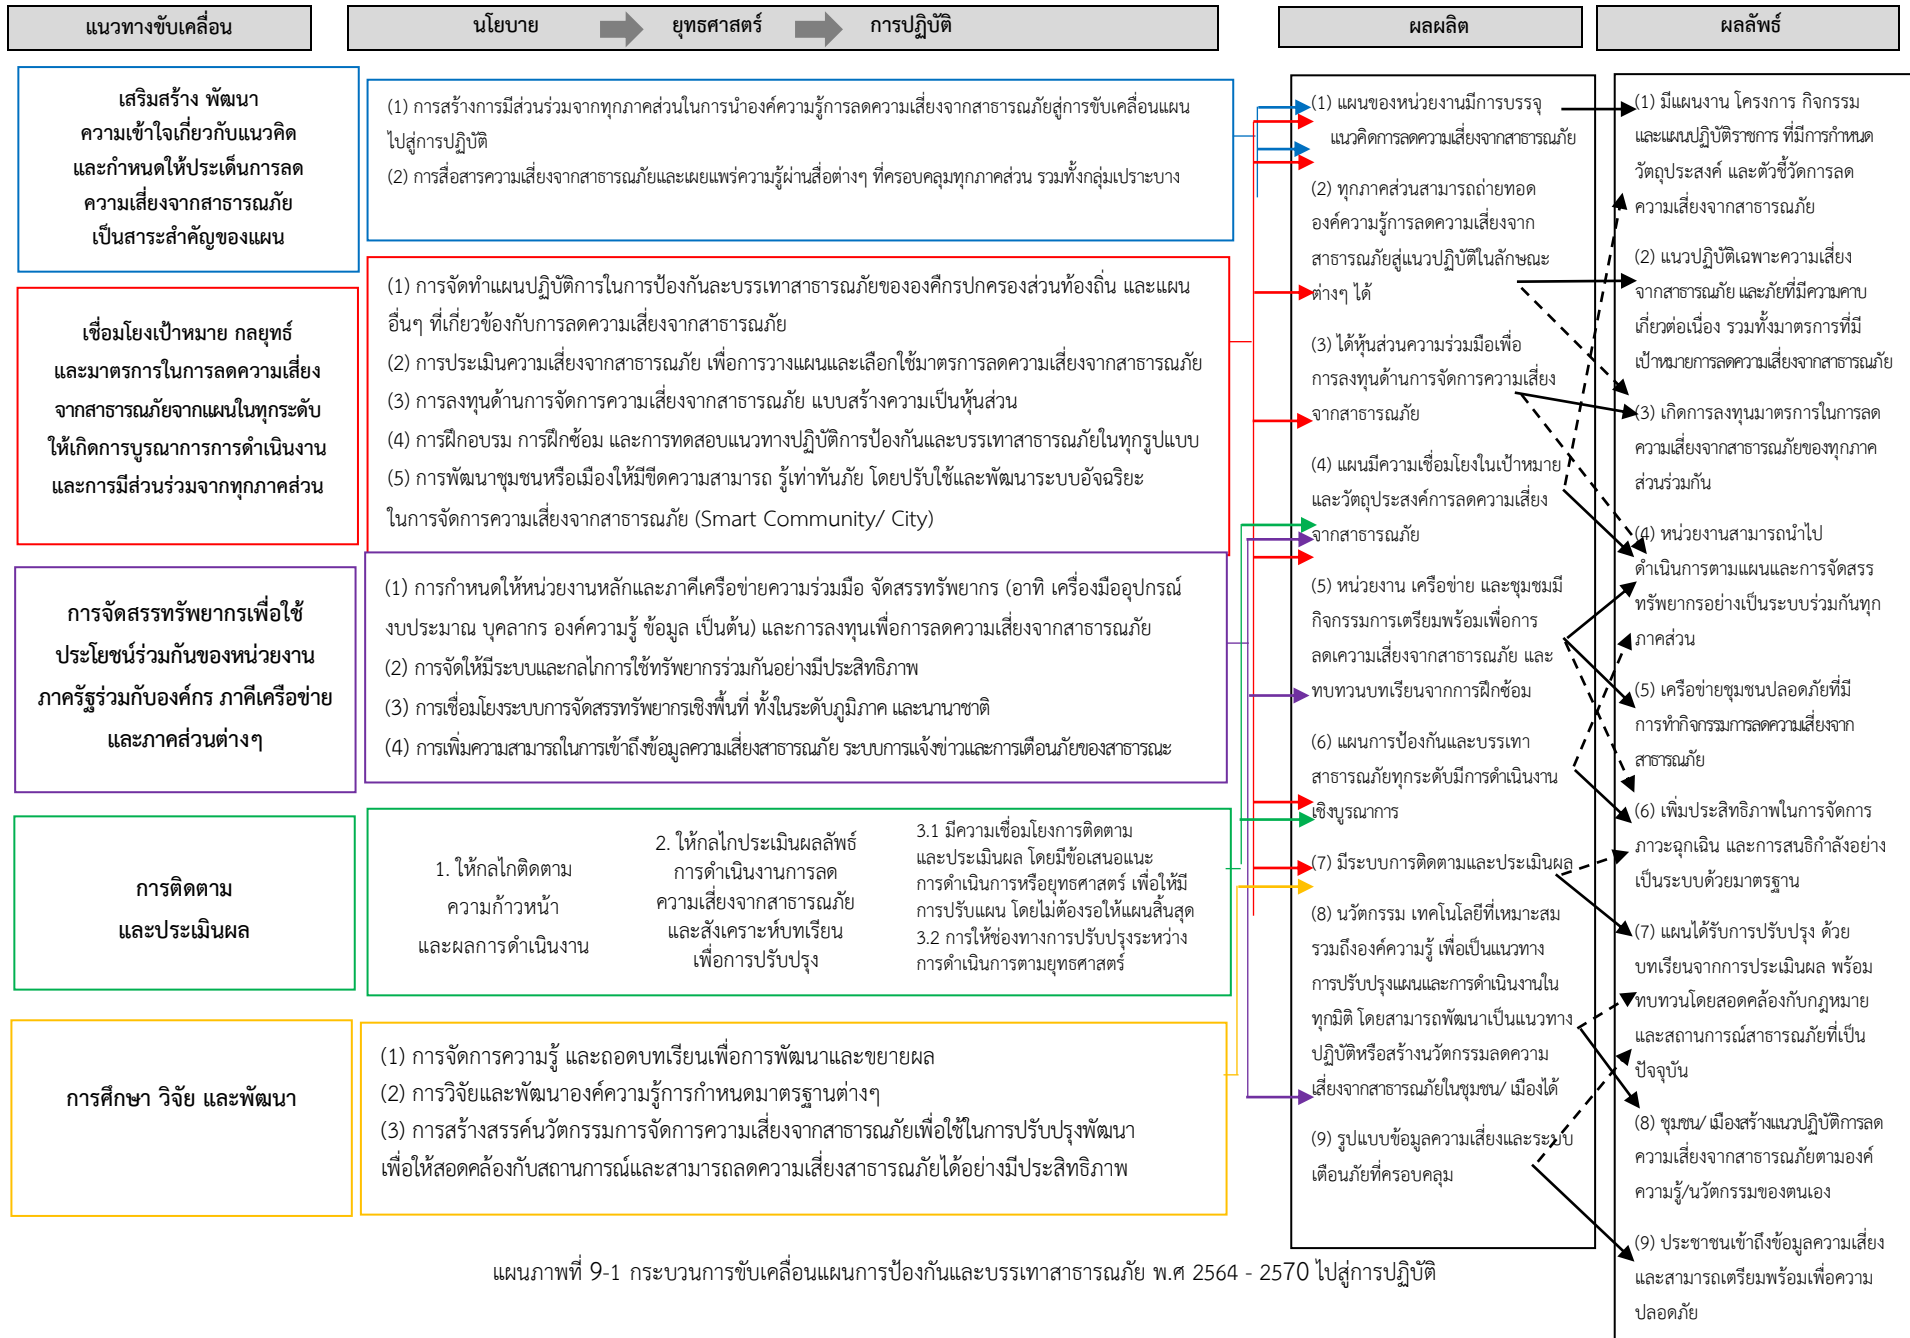 แนวทางขับเคลื่อน
นโยบาย ยุทธศาสตร์ การปฏิบัติ
ผลผลิต
ผลลัพธ์
เสริมสร้าง พัฒนา
ความเข้าใจเกี่ยวกับแนวคิด
และกำหนดให้ประเด็นการลด
ความเสี่ยงจากสาธารณภัย
เป็นสาระสำคัญของแผน
(1) การสร้างการมีส่วนร่วมจากทุกภาคส่วนในการนำองค์ความรู้การลดความเสี่ยงจากสาธารณภัยสู่การขับเคลื่อนแผน
ไปสู่การปฏิบัติ
(2) การสื่อสารความเสี่ยงจากสาธารณภัยและเผยแพร่ความรู้ผ่านสื่อต่างๆ ที่ครอบคลุมทุกภาคส่วน รวมทั้งกลุ่มเปราะบาง
เชื่อมโยงเป้าหมาย กลยุทธ์
และมาตรการในการลดความเสี่ยง
จากสาธารณภัยจากแผนในทุกระดับ
ให้เกิดการบูรณาการการดำเนินงาน
และการมีส่วนร่วมจากทุกภาคส่วน
(1) การจัดทำแผนปฏิบัติการในการป้องกันละบรรเทาสาธารณภัยขององค์กรปกครองส่วนท้องถิ่น และแผน
อื่นๆ ที่เกี่ยวข้องกับการลดความเสี่ยงจากสาธารณภัย
(2) การประเมินความเสี่ยงจากสาธารณภัย เพื่อการวางแผนและเลือกใช้มาตรการลดความเสี่ยงจากสาธารณภัย
(3) การลงทุนด้านการจัดการความเสี่ยงจากสาธารณภัย แบบสร้างความเป็นหุ้นส่วน
(4) การฝึกอบรม การฝึกซ้อม และการทดสอบแนวทางปฏิบัติการป้องกันและบรรเทาสาธารณภัยในทุกรูปแบบ
(5) การพัฒนาชุมชนหรือเมืองให้มีขีดความสามารถ รู้เท่าทันภัย โดยปรับใช้และพัฒนาระบบอัจฉริยะ
ในการจัดการความเสี่ยงจากสาธารณภัย (Smart Community/ City)
การจัดสรรทรัพยากรเพื่อใช้
ประโยชน์ร่วมกันของหน่วยงาน
ภาครัฐร่วมกับองค์กร ภาคีเครือข่าย
และภาคส่วนต่างๆ
(1) การกำหนดให้หน่วยงานหลักและภาคีเครือข่ายความร่วมมือ จัดสรรทรัพยากร (อาทิ เครื่องมืออุปกรณ์
งบประมาณ บุคลากร องค์ความรู้ ข้อมูล เป็นต้น) และการลงทุนเพื่อการลดความเสี่ยงจากสาธารณภัย
(2) การจัดให้มีระบบและกลไกการใช้ทรัพยากรร่วมกันอย่างมีประสิทธิภาพ
(3) การเชื่อมโยงระบบการจัดสรรทรัพยากรเชิงพื้นที่ ทั้งในระดับภูมิภาค และนานาชาติ
(4) การเพิ่มความสามารถในการเข้าถึงข้อมูลความเสี่ยงสาธารณภัย ระบบการแจ้งข่าวและการเตือนภัยของสาธารณะ
การติดตาม
และประเมินผล
1. ให้กลไกติดตาม
ความก้าวหน้า
และผลการดำเนินงาน
2. ให้กลไกประเมินผลลัพธ์
การดำเนินงานการลด
ความเสี่ยงจากสาธารณภัย
และสังเคราะห์บทเรียน
เพื่อการปรับปรุง
3.1 มีความเชื่อมโยงการติดตาม
และประเมินผล โดยมีข้อเสนอแนะ
การดำเนินการหรือยุทธศาสตร์ เพื่อให้มี
การปรับแผน โดยไม่ต้องรอให้แผนสิ้นสุด
3.2 การให้ช่องทางการปรับปรุงระหว่าง
การดำเนินการตามยุทธศาสตร์
การศึกษา วิจัย และพัฒนา
(1) การจัดการความรู้ และถอดบทเรียนเพื่อการพัฒนาและขยายผล
(2) การวิจัยและพัฒนาองค์ความรู้การกำหนดมาตรฐานต่างๆ
(3) การสร้างสรรค์นวัตกรรมการจัดการความเสี่ยงจากสาธารณภัยเพื่อใช้ในการปรับปรุงพัฒนา
เพื่อให้สอดคล้องกับสถานการณ์และสามารถลดความเสี่ยงสาธารณภัยได้อย่างมีประสิทธิภาพ
(1) แผนของหน่วยงานมีการบรรจุ
แนวคิดการลดความเสี่ยงจากสาธารณภัย
(2) ทุกภาคส่วนสามารถถ่ายทอด
องค์ความรู้การลดความเสี่ยงจาก
สาธารณภัยสู่แนวปฏิบัติในลักษณะ
ต่างๆ ได้
(3) ได้หุ้นส่วนความร่วมมือเพื่อ
การลงทุนด้านการจัดการความเสี่ยง
จากสาธารณภัย
(4) แผนมีความเชื่อมโยงในเป้าหมาย
และวัตถุประสงค์การลดความเสี่ยง
จากสาธารณภัย
(5) หน่วยงาน เครือข่าย และชุมชมมี
กิจกรรมการเตรียมพร้อมเพื่อการ
ลดเความเสี่ยงจากสาธารณภัย และ
ทบทวนบทเรียนจากการฝึกซ้อม
(6) แผนการป้องกันและบรรเทา
สาธารณภัยทุกระดับมีการดำเนินงาน
เชิงบูรณาการ
(7) มีระบบการติดตามและประเมินผล
(8) นวัตกรรม เทคโนโลยีที่เหมาะสม
รวมถึงองค์ความรู้ เพื่อเป็นแนวทาง
การปรับปรุงแผนและการดำเนินงานใน
ทุกมิติ โดยสามารถพัฒนาเป็นแนวทาง
ปฏิบัติหรือสร้างนวัตกรรมลดความ
เสี่ยงจากสาธารณภัยในชุมชน/ เมืองได้
(9) รูปแบบข้อมูลความเสี่ยงและระบบ
เตือนภัยที่ครอบคลุม
(1) มีแผนงาน โครงการ กิจกรรม
และแผนปฏิบัติราชการ ที่มีการกำหนด
วัตถุประสงค์ และตัวชี้วัดการลด
ความเสี่ยงจากสาธารณภัย
(2) แนวปฏิบัติเฉพาะความเสี่ยง
จากสาธารณภัย และภัยที่มีความคาบ
เกี่ยวต่อเนื่อง รวมทั้งมาตรการที่มี
เป้าหมายการลดความเสี่ยงจากสาธารณภัย
(3) เกิดการลงทุนมาตรการในการลด
ความเสี่ยงจากสาธารณภัยของทุกภาค
ส่วนร่วมกัน
(4) หน่วยงานสามารถนำไป
ดำเนินการตามแผนและการจัดสรร
ทรัพยากรอย่างเป็นระบบร่วมกันทุก
ภาคส่วน
(5) เครือข่ายชุมชนปลอดภัยที่มี
การทำกิจกรรมการลดความเสี่ยงจาก
สาธารณภัย
(6) เพิ่มประสิทธิภาพในการจัดการ
ภาวะฉุกเฉิน และการสนธิกำลังอย่าง
เป็นระบบด้วยมาตรฐาน
(7) แผนได้รับการปรับปรุง ด้วย
บทเรียนจากการประเมินผล พร้อม
ทบทวนโดยสอดคล้องกับกฎหมาย
และสถานการณ์สาธารณภัยที่เป็น
ปัจจุบัน
(8) ชุมชน/ เมืองสร้างแนวปฏิบัติการลด
ความเสี่ยงจากสาธารณภัยตามองค์
ความรู้/นวัตกรรมของตนเอง
(9) ประชาชนเข้าถึงข้อมูลความเสี่ยง
และสามารถเตรียมพร้อมเพื่อความ
ปลอดภัย
แผนภาพที่ 9-1 กระบวนการขับเคลื่อนแผนการป้องกันและบรรเทาสาธารณภัย พ.ศ 2564 - 2570 ไปสู่การปฏิบัติ